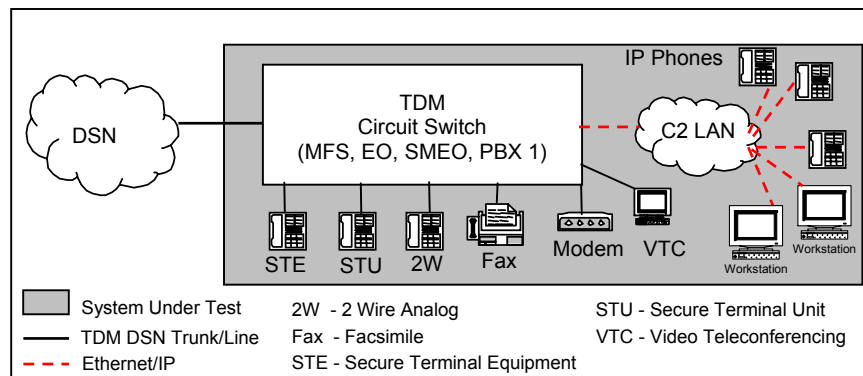 IP Phones
TDM
Circuit Switch
(MFS, EO, SMEO, PBX 1)
DSN
C2 LAN
STE
STU
2W
Fax
Modem
VTC
Workstation
Workstation
System Under Test
TDM DSN Trunk/Line
Ethernet/IP
2W - 2 Wire Analog
Fax - Facsimile
STE - Secure Terminal Equipment
STU - Secure Terminal Unit
VTC - Video Teleconferencing